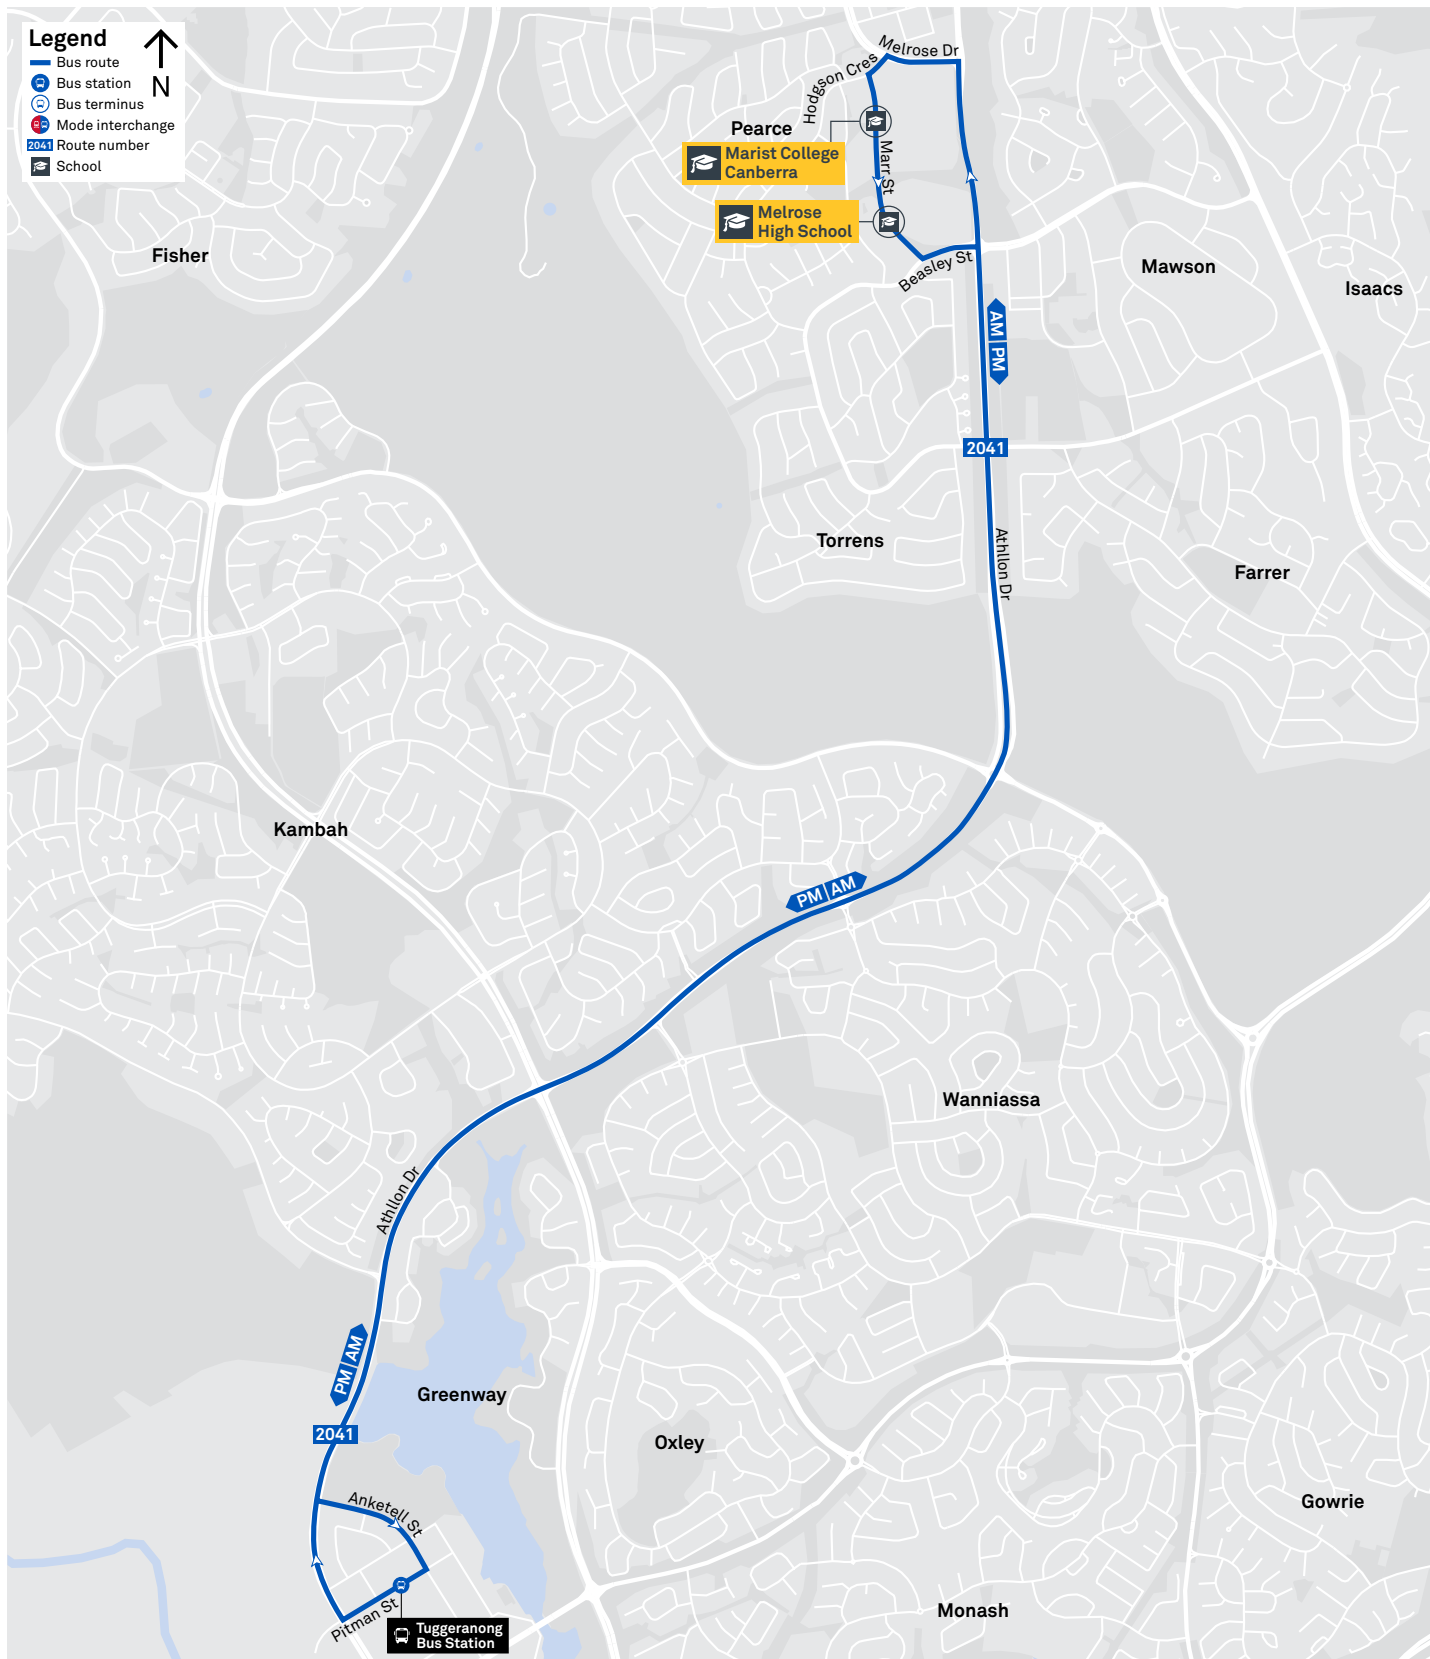 Legend
Bus route
Bus station
Bus terminus
Mode interchange
2041 Route number
School
N
Melrose Dr
Hodgson Cres
Pearce
Marist College
Canberra
Marr St
Melrose
High School
Beasley St
Fisher
Mawson
Isaacs
AM PM
2041
Athllon Dr
Torrens
Farrer
Kambah
PM AM
Wanniassa
Athllon Dr
PM AM
Greenway
2041
Oxley
Anketell St
Gowrie
Pitman St
Tuggeranong
Bus Station
Monash